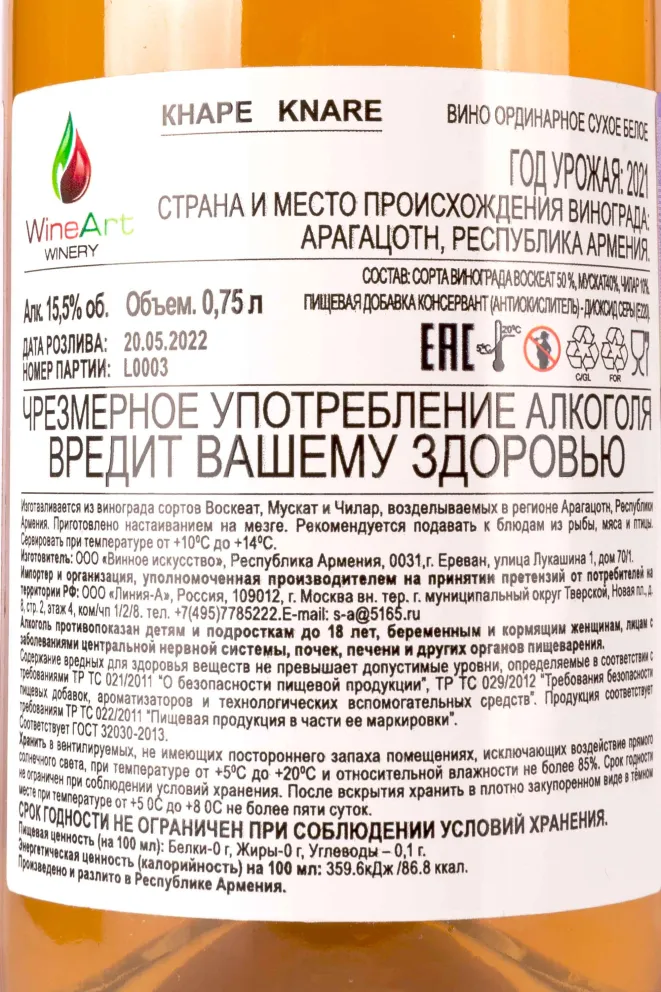 КНАРЕ KNARE
ВИНО ОРДИНАРНОЕ СУХОЕ БЕЛОЕ
ГОД УРОЖАЯ: 2021
WineArt
WINERY
СТРАНА И МЕСТО ПРОИСХОЖДЕНИЯ ВИНОГРАДА:
АРАГАЦОТН, РЕСПУБЛИКА АРМЕНИЯ.
СОСТАВ: СОРТА ВИНОГРАДА ВОСКЕАТ 50 %, МУСКАТ40%, ЧИЛАР 10%,
ПИЩЕВАЯ ДОБАВКА КОНСЕРВАНТ (АНТИОКИСЛИТЕЛЬ) - ДИОКСИД СЕРЫ (Е220).
Алк. 15,5% об. Объем. 0,75 л
ДАТА РОЗЛИВА: 20.05.2022
НОМЕР ПАРТИИ: L0003
ЕАС 5°C 20°C
C/GL FOR
ЧРЕЗМЕРНОЕ УПОТРЕБЛЕНИЕ АЛКОГОЛЯ
ВРЕДИТ ВАШЕМУ ЗДОРОВЬЮ
Изготавливается из винограда сортов Воскеат, Мускат и Чилар, возделываемых в регионе Арагацотн, Республики
Армения. Приготовлено настаиванием на мезге. Рекомендуется подавать к блюдам из рыбы, мяса и птицы.
Сервировать при температуре от +10⁰C до +14⁰C.
Изготовитель: ООО «Винное искусство», Республика Армения, 0031,г. Ереван, улица Лукашина 1, дом 70/1.
Импортер и организация, уполномоченная производителем на принятии претензий от потребителей на
территории РФ: ООО «Линия-А», Россия, 109012, г. Москва вн. тер. г. муниципальный округ Тверской, Новая пл., д.
8, стр. 2, этаж 4, ком/чп 1/2/8. тел. +7(495)7785222.E-mail: s-a@5165.ru
Алкоголь противопоказан детям и подросткам до 18 лет, беременным и кормящим женщинам, лицам с
заболеваниями центральной нервной системы, почек, печени и других органов пищеварения.
Содержание вредных для здоровья веществ не превышает допустимые уровни, определяемые в соответствии с
требованиями ТР ТС 021/2011 "О безопасности пищевой продукции", ТР ТС 029/2012 "Требования безопасности
пищевых добавок, ароматизаторов и технологических вспомогательных средств". Продукция соответствует
требованиям ТР ТС 022/2011 "Пищевая продукция в части ее маркировки".
Соответствует ГОСТ 32030-2013.
Хранить в вентилируемых, не имеющих постороннего запаха помещениях, исключающих воздействие прямого
солнечного света, при температуре от +5⁰C до +20⁰C и относительной влажности не более 85%. Срок годности
не ограничен при соблюдении условий хранения. После вскрытия хранить в плотно закупоренном виде в тёмном
месте при температуре от +5 0C до +8 0C не более пяти суток.
СРОК ГОДНОСТИ НЕ ОГРАНИЧЕН ПРИ СОБЛЮДЕНИИ УСЛОВИЙ ХРАНЕНИЯ.
Пищевая ценность (на 100 мл): Белки-0 г, Жиры-0 г, Углеводы – 0,1 г.
Энергетическая ценность (калорийность) на 100 мл: 359.6кДж /86.8 ккал.
Произведено и разлито в Республике Армения.